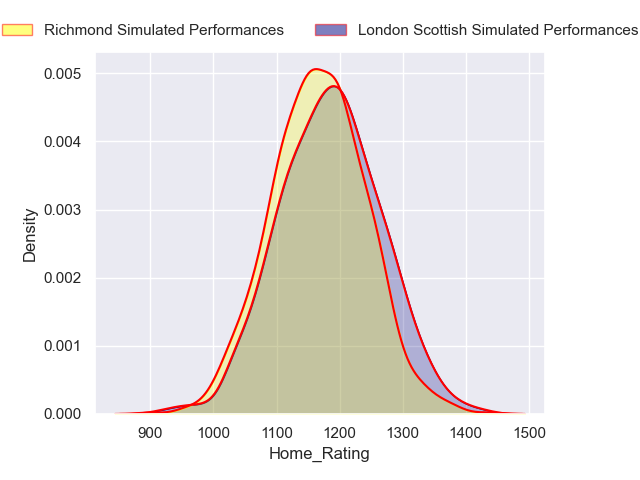 Richmond Simulated Performances London Scottish Simulated Performances
0.005
0.004
0.003
0.002
0.001
0.000
Density
900 1000 1100 1200 1300 1400 1500
Home_Rating